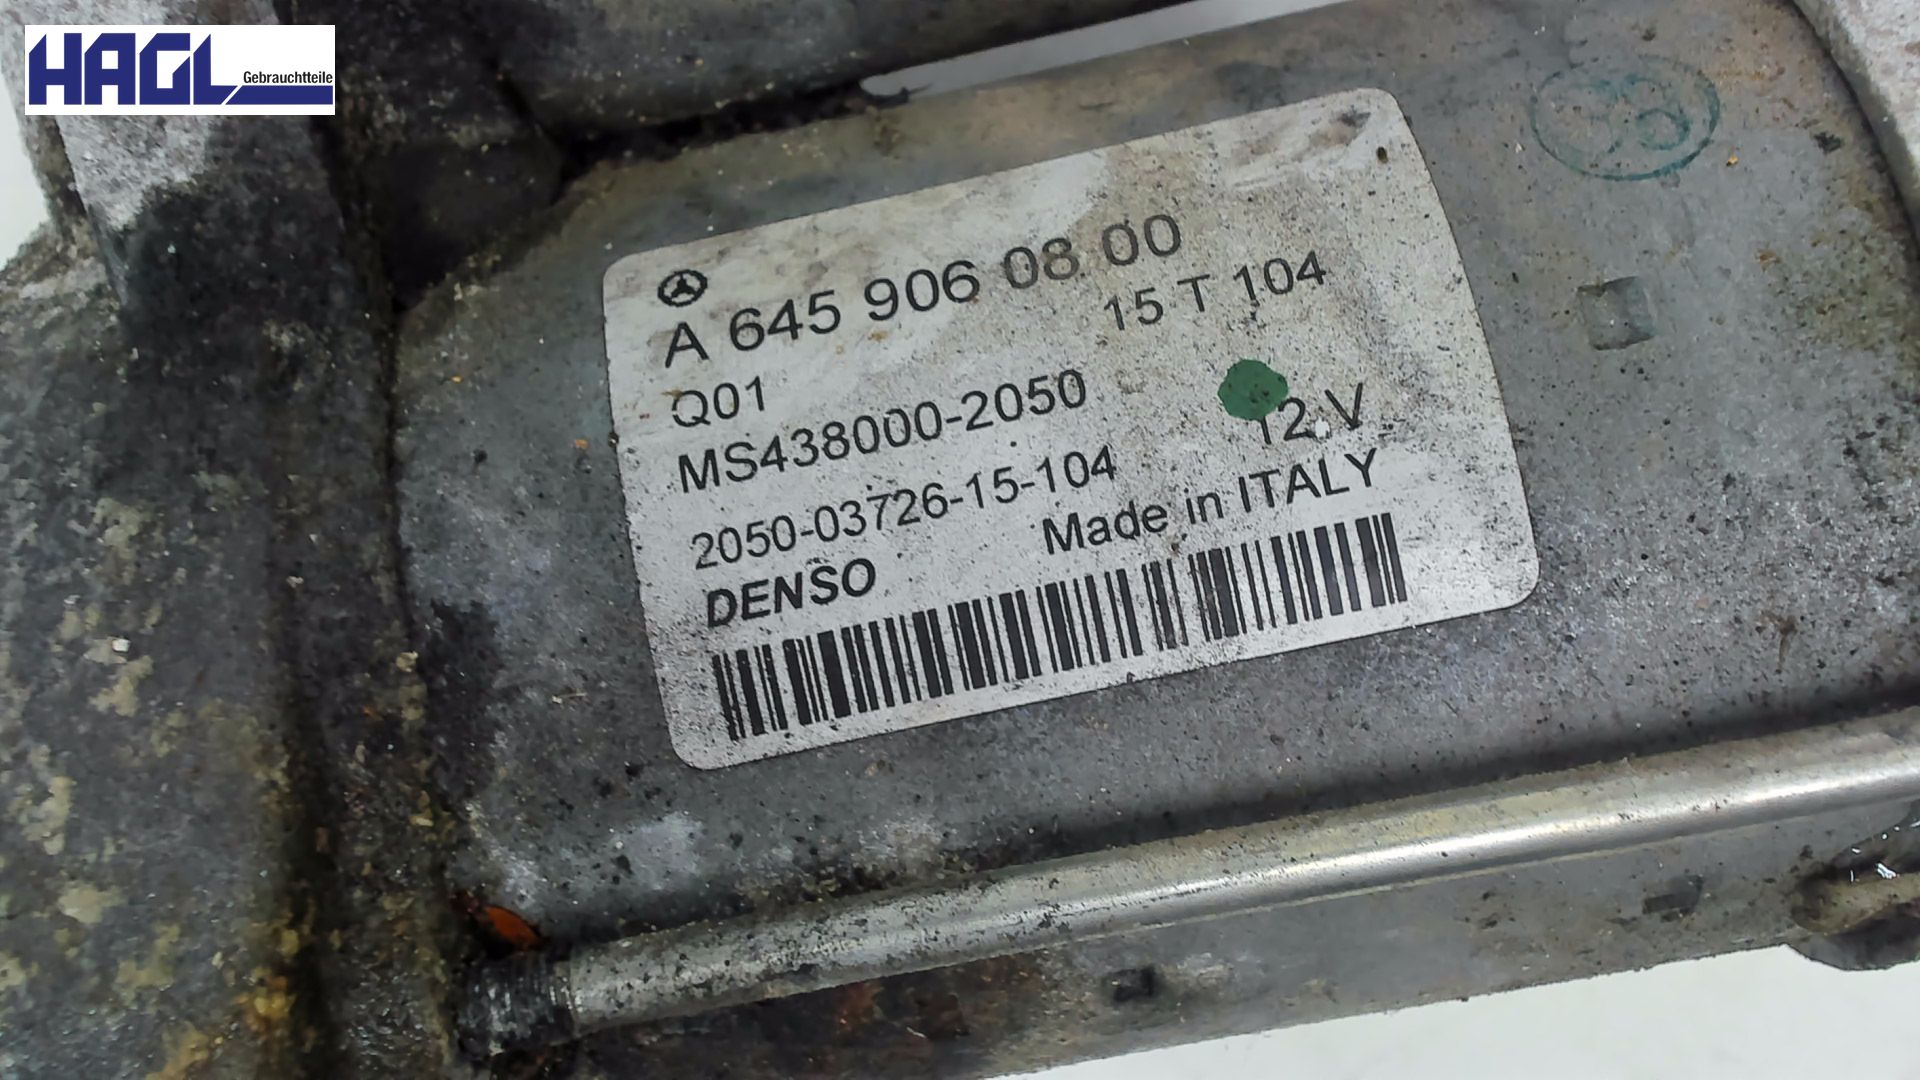 HAGL
Gebrauchtteile
A 645 906 08 00
15 T 104
Q01
MS438000-2050
12 V
2050-03726-15-104
Made in ITALY
DENSO